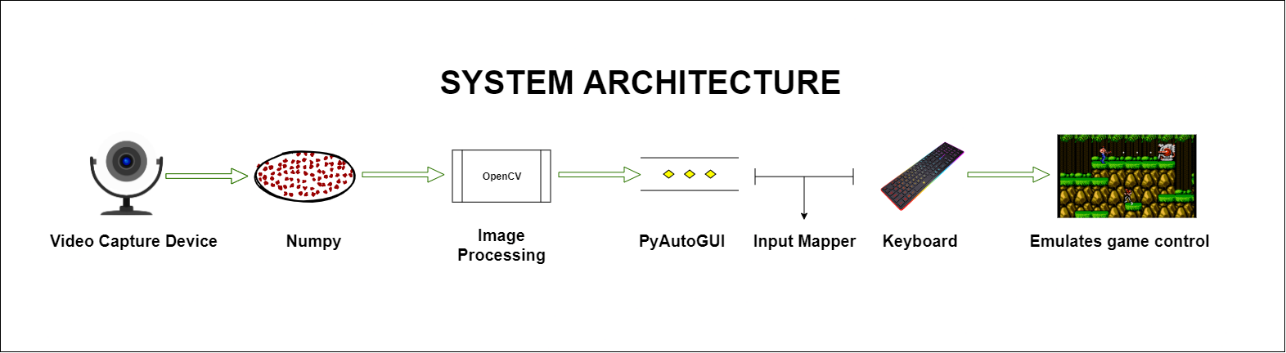 SYSTEM ARCHITECTURE
OpenCV
Video Capture Device
Numpy
Image
Processing
PyAutoGUI
Input Mapper
Keyboard
Emulates game control